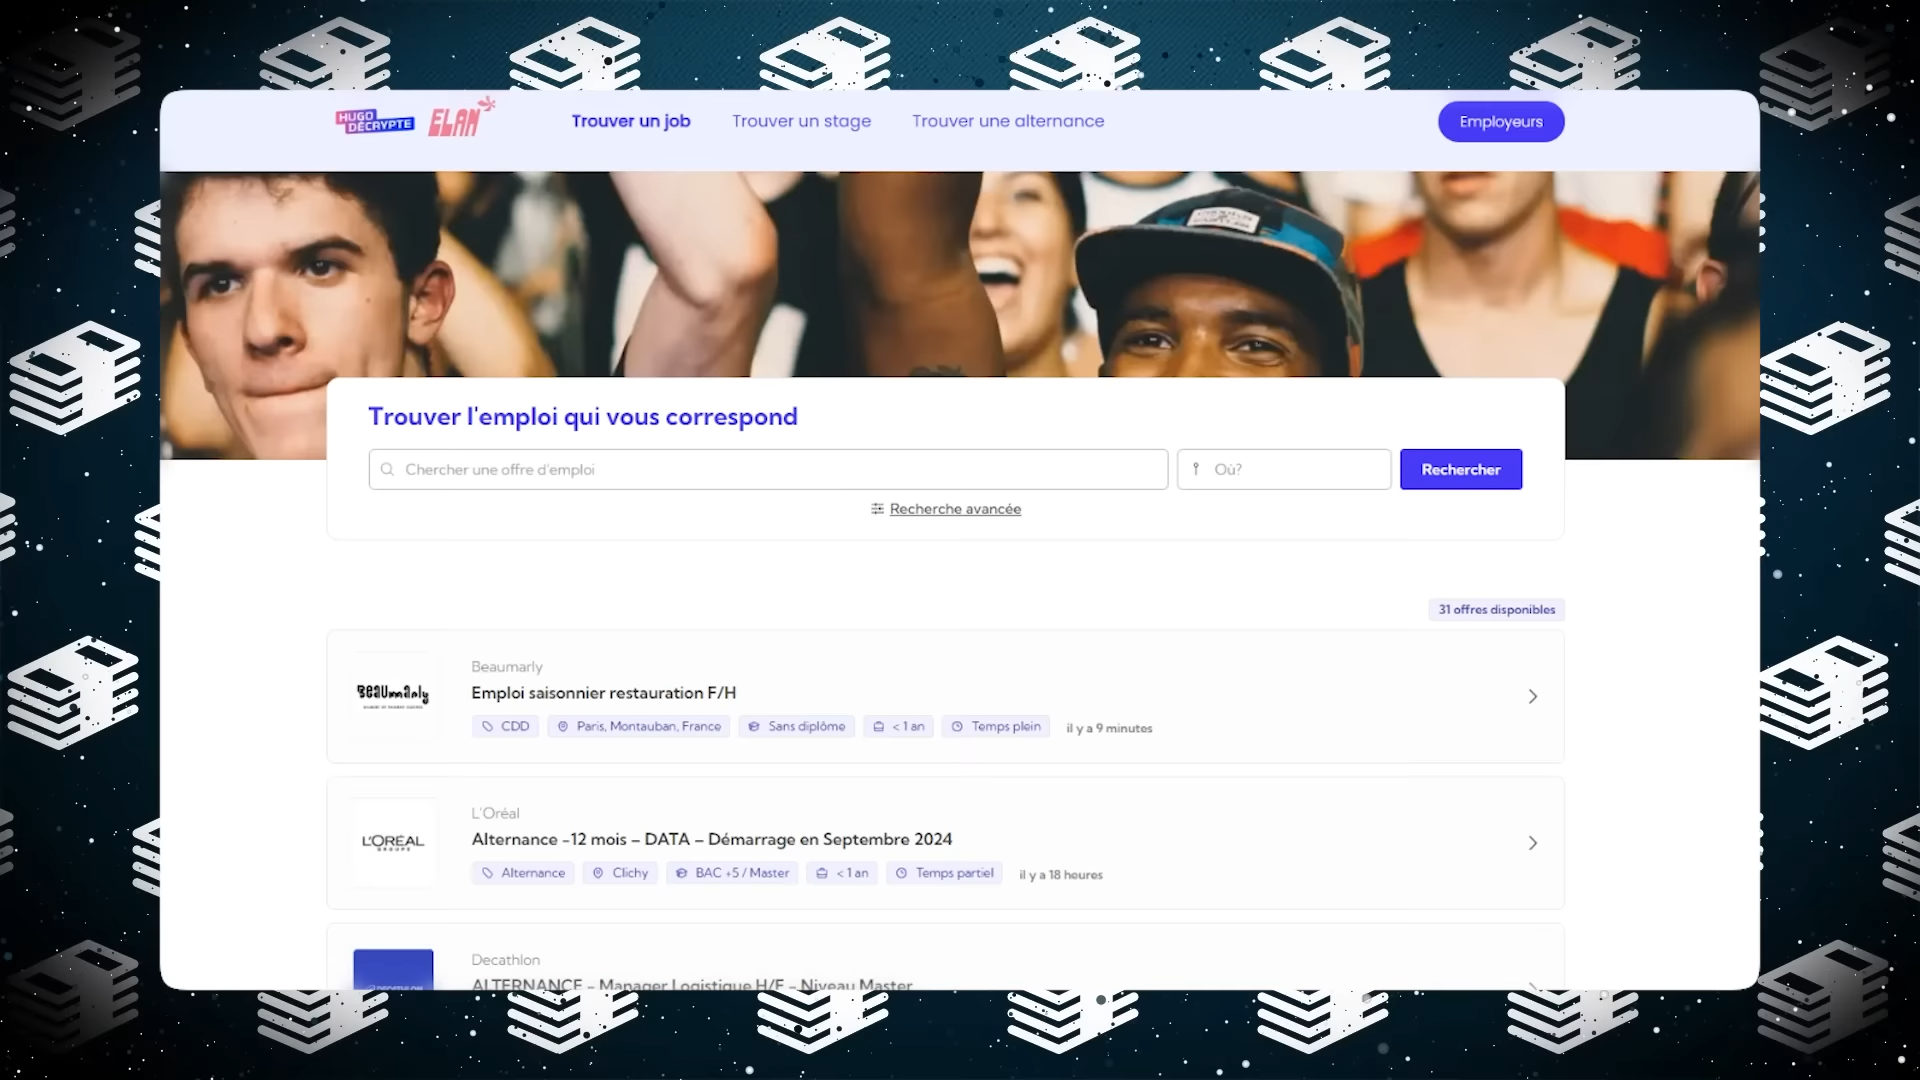 HUGO
DÉCRYPTE
ELAN
Trouver un job
Trouver un stage
Trouver une alternance
Employeurs
Trouver l'emploi qui vous correspond
Chercher une offre d'emploi
Où?
Rechercher
Recherche avancée
31 offres disponibles
Beaumarly
Beaumarly
Emploi saisonnier restauration F/H
CDD
Paris, Montauban, France
Sans diplôme
< 1 an
Temps plein
il y a 9 minutes
L'ORÉAL
GROUPE
L'Oréal
Alternance -12 mois – DATA – Démarrage en Septembre 2024
Alternance
Clichy
BAC +5 / Master
< 1 an
Temps partiel
il y a 18 heures
Decathlon
ALTERNANCE - Manager Logistique H/F - Niveau Master